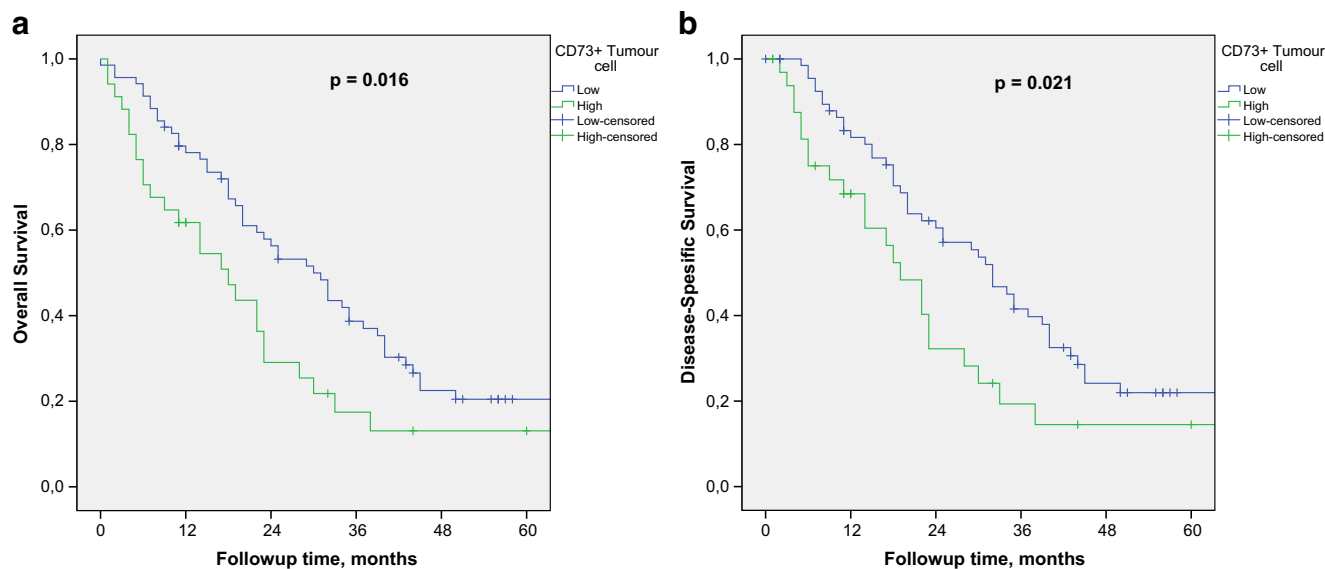 a
Overall Survival
1,0
0,8
0,6
0,4
0,2
0,0
p = 0.016
0 12 24 36 48 60
Followup time, months
CD73+ Tumour
cell
Low
High
Low-censored
High-censored
b
Disease-Spesific Survival
1,0
0,8
0,6
0,4
0,2
0,0
p = 0.021
0 12 24 36 48 60
Followup time, months
CD73+ Tumour
cell
Low
High
Low-censored
High-censored